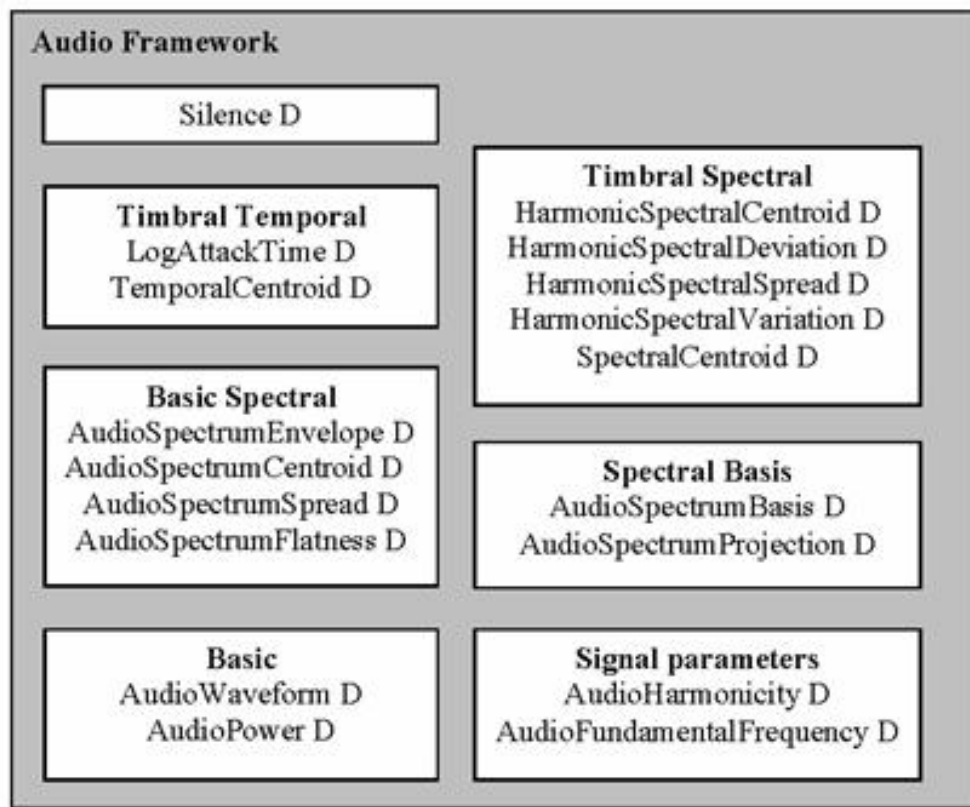 Audio Framework
Silence D
Timbral Temporal
LogAttackTime D
TemporalCentroid D
Basic Spectral
AudioSpectrumEnvelope D
AudioSpectrumCentroid D
AudioSpectrumSpread D
AudioSpectrumFlatness D
Basic
AudioWaveform D
AudioPower D
Timbral Spectral
HarmonicSpectralCentroid D
HarmonicSpectralDeviation D
HarmonicSpectralSpread D
HarmonicSpectralVariation D
SpectralCentroid D
Spectral Basis
AudioSpectrumBasis D
AudioSpectrumProjection D
Signal parameters
AudioHarmonicity D
AudioFundamentalFrequency D